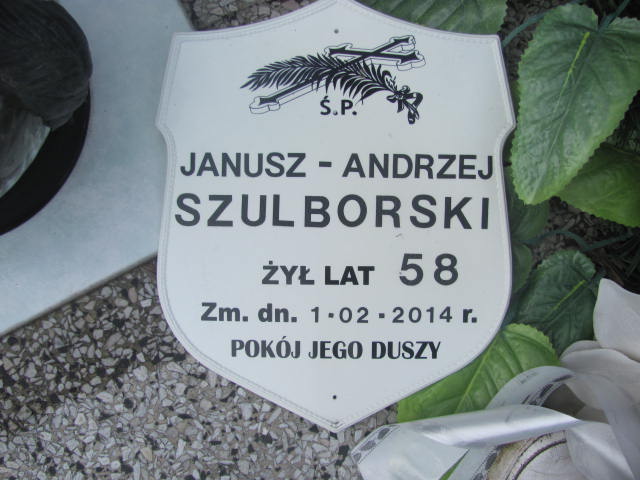 Ś.P.
JANUSZ - ANDRZEJ
SZULBORSKI
ŻYŁ LAT 58
Zm. dn. 1·02·2014 r.
POKÓJ JEGO DUSZY